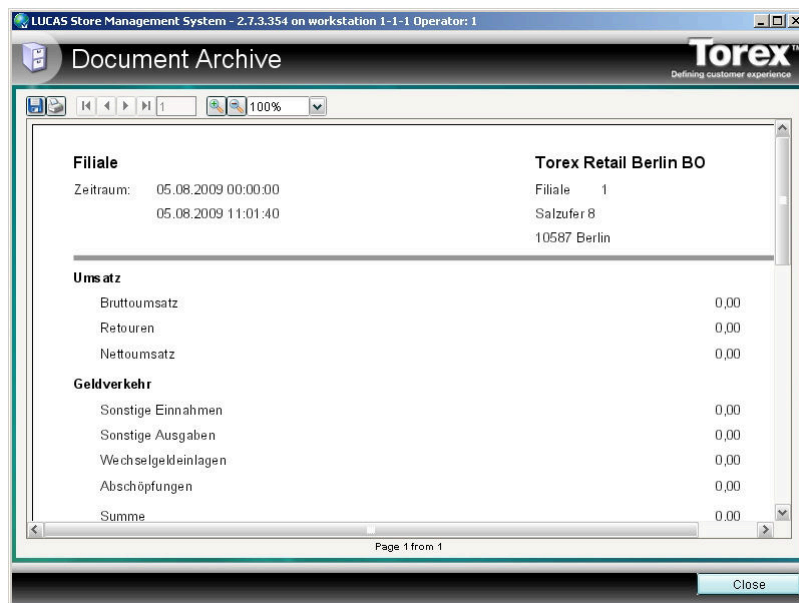 LUCAS Store Management System - 2.7.3.354 on workstation 1-1-1 Operator: 1
Document Archive
Torex™
Defining customer experience
1
100%
Filiale
Torex Retail Berlin BO
Zeitraum: 05.08.2009 00:00:00
Filiale 1
05.08.2009 11:01:40
Salzufer 8
10587 Berlin
Umsatz
Bruttoumsatz 0,00
Retouren 0,00
Nettoumsatz 0,00
Geldverkehr
Sonstige Einnahmen 0,00
Sonstige Ausgaben 0,00
Wechselgeldeinlagen 0,00
Abschöpfungen 0,00
Summe 0,00
Page 1 from 1
Close